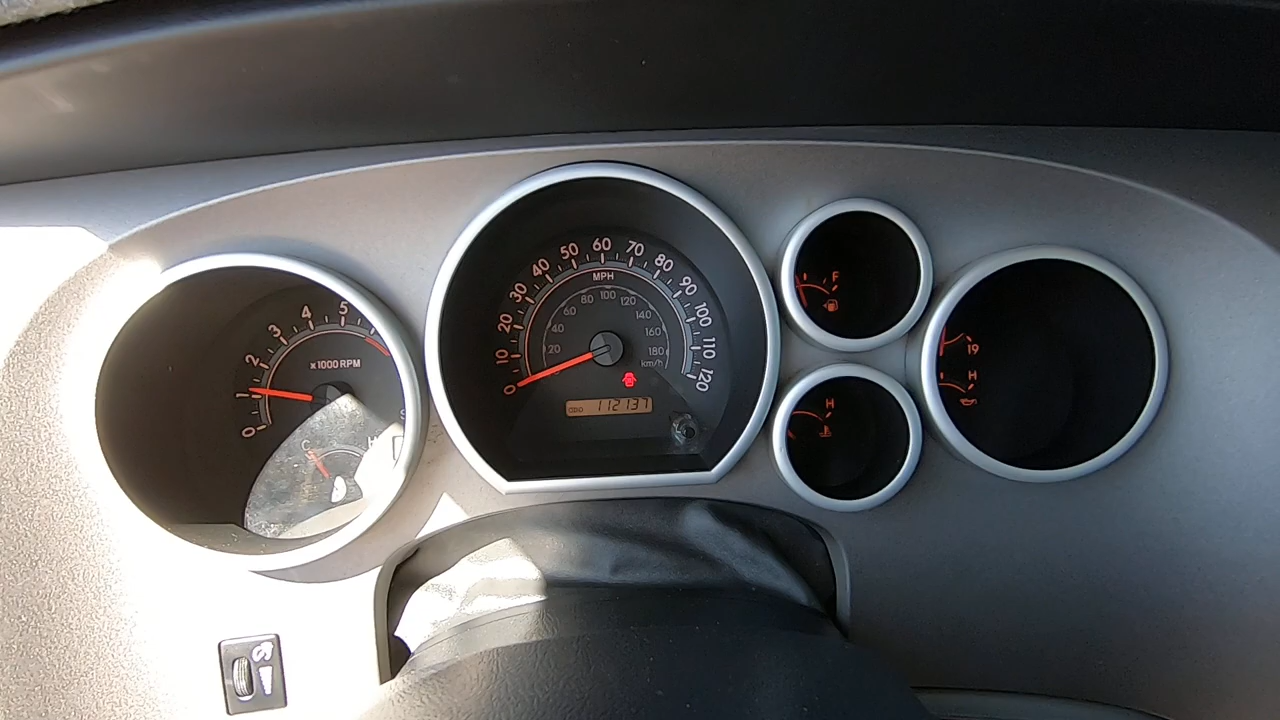 0 1 2 3 4 5
x1000 RPM
C H
0 10 20 30 40 50 60 70 80 90 100 110 120
MPH
20 40 60 80 100 120 140 160 180
km/h
ODO 112137
F
H
19
H